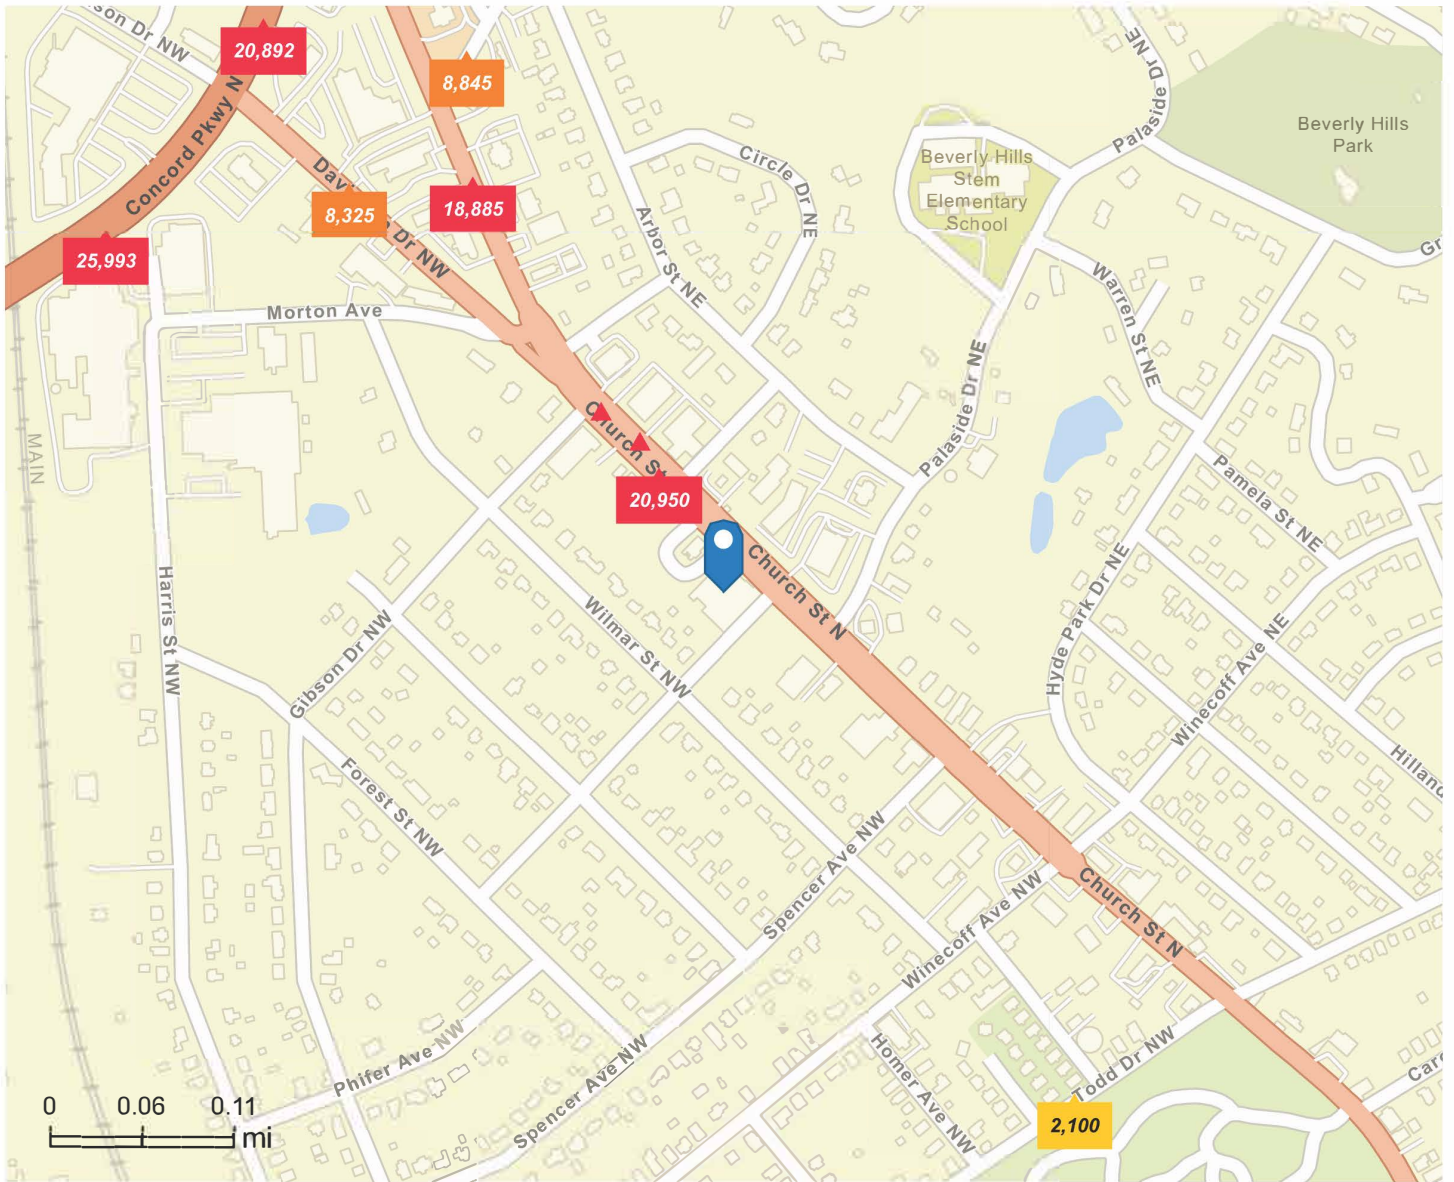 son Dr NW
20,892
8,845
Concord Pkwy N
Palaside Dr NE
Beverly Hills
Park
Circle Dr NE
Beverly Hills
Stem
Elementary
School
8,325
Dr NW
18,885
Arbor St NE
25,993
Gr
Morton Ave
Warren St NE
Palaside Dr NE
MAIN
Church St
20,950
Pamela St NE
Church St N
Harris St NW
Wilmar St NW
Gibson Dr NW
Hyde Park Dr NE
Winecoff Ave NE
Hilland
Forest St NW
Spencer Ave NW
Winecoff Ave NW
Church St N
Phifer Ave NW
Spencer Ave NW
Homer Ave NW
Todd Dr NW
Caro
2,100
0 0.06 0.11
mi